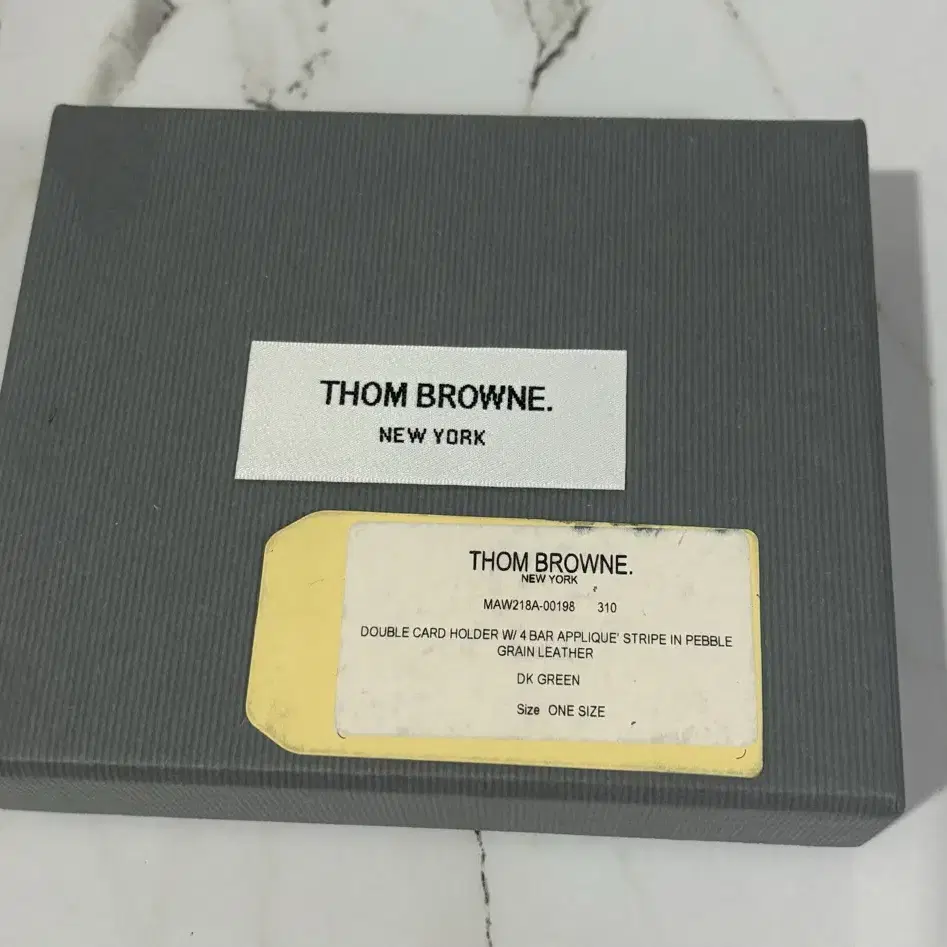 THOM BROWNE.
NEW YORK
THOM BROWNE.
NEW YORK
MAW218A-00198 310
DOUBLE CARD HOLDER W/ 4 BAR APPLIQUE' STRIPE IN PEBBLE
GRAIN LEATHER
DK GREEN
Size ONE SIZE